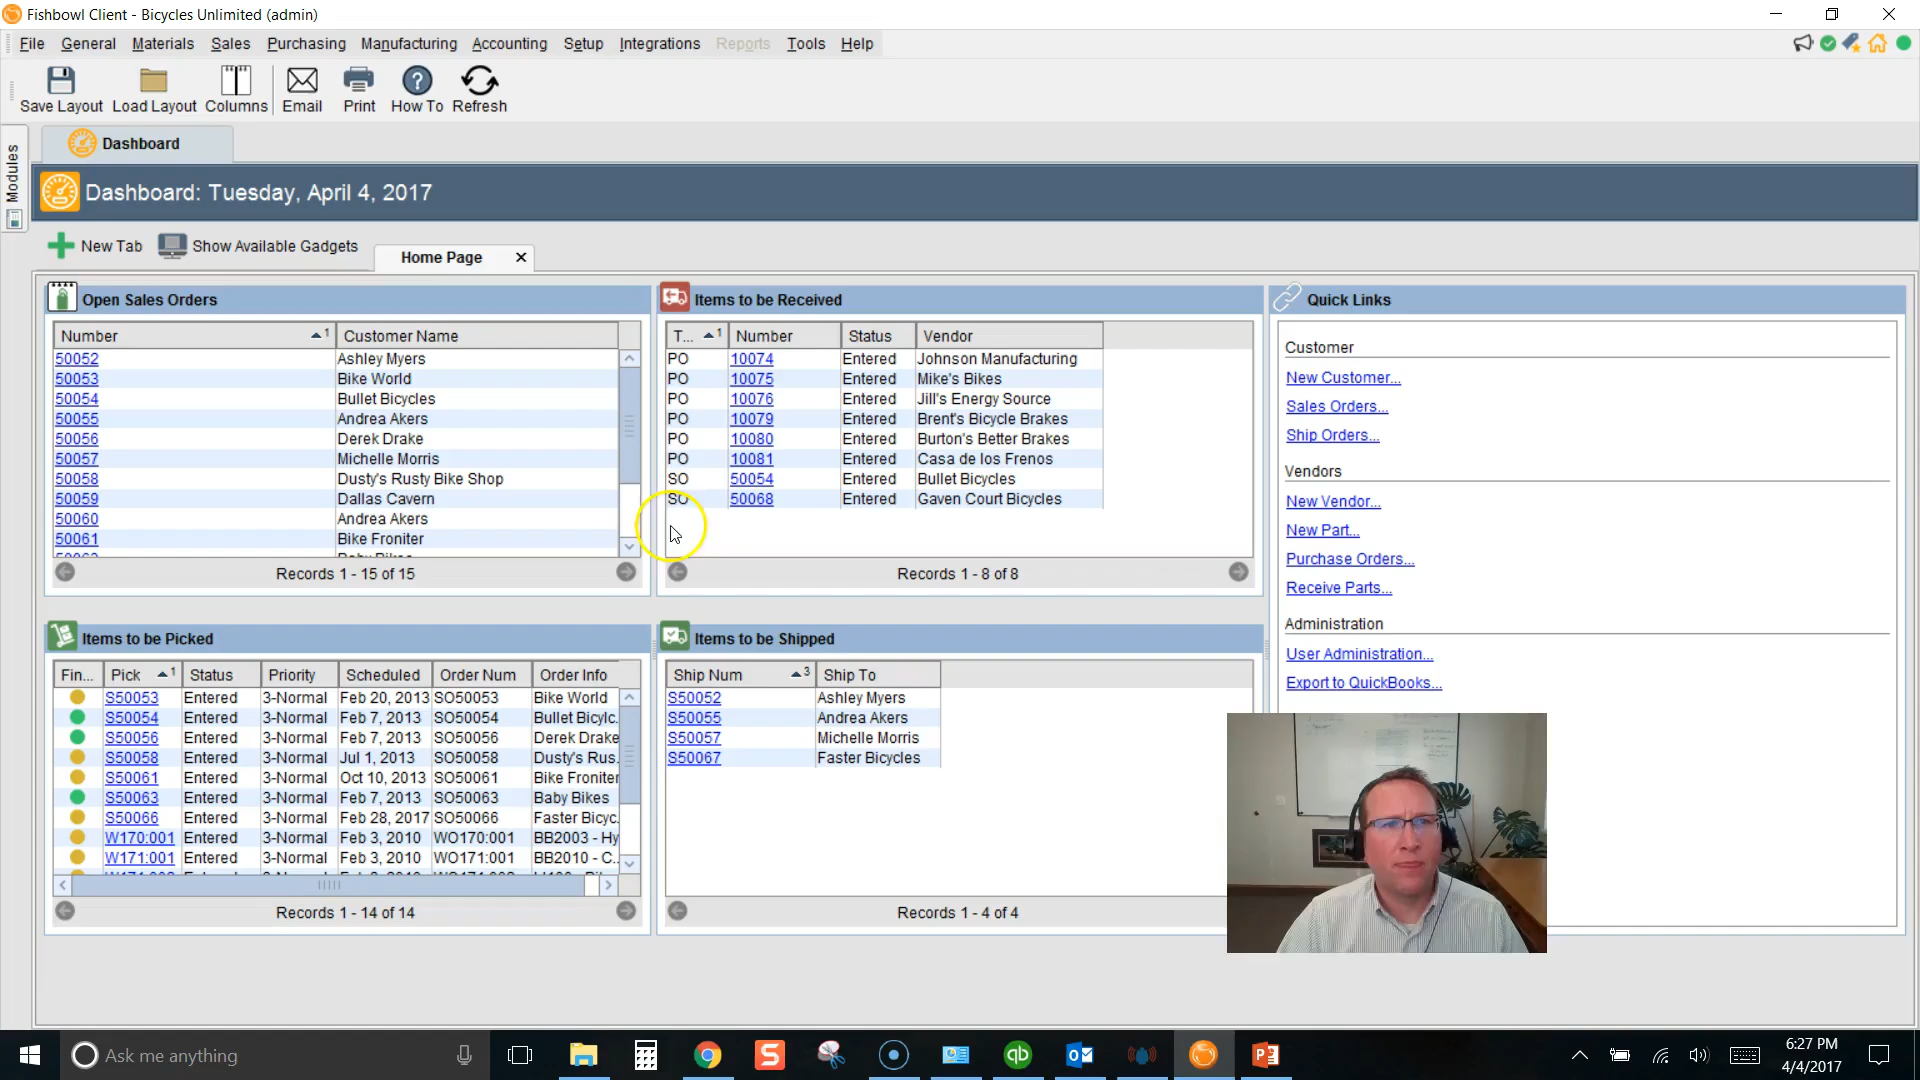 Fishbowl Client - Bicycles Unlimited (admin)
File General Materials Sales Purchasing Manufacturing Accounting Setup Integrations Reports Tools Help
Save Layout Load Layout Columns Email Print How To Refresh
Modules
Dashboard
Dashboard: Tuesday, April 4, 2017
New Tab Show Available Gadgets Home Page
Open Sales Orders
Number 1 Customer Name
50052 Ashley Myers
50053 Bike World
50054 Bullet Bicycles
50055 Andrea Akers
50056 Derek Drake
50057 Michelle Morris
50058 Dusty's Rusty Bike Shop
50059 Dallas Cavern
50060 Andrea Akers
50061 Bike Froniter
Records 1 - 15 of 15
Items to be Received
T... 1 Number Status Vendor
PO 10074 Entered Johnson Manufacturing
PO 10075 Entered Mike's Bikes
PO 10076 Entered Jill's Energy Source
PO 10079 Entered Brent's Bicycle Brakes
PO 10080 Entered Burton's Better Brakes
PO 10081 Entered Casa de los Frenos
SO 50054 Entered Bullet Bicycles
SO 50068 Entered Gaven Court Bicycles
Records 1 - 8 of 8
Quick Links
Customer
New Customer...
Sales Orders...
Ship Orders...
Vendors
New Vendor...
New Part...
Purchase Orders...
Receive Parts...
Administration
User Administration...
Export to QuickBooks...
Items to be Picked
Fin... Pick 1 Status Priority Scheduled Order Num Order Info
S50053 Entered 3-Normal Feb 20, 2013 SO50053 Bike World
S50054 Entered 3-Normal Feb 7, 2013 SO50054 Bullet Bicylc.
S50056 Entered 3-Normal Feb 7, 2013 SO50056 Derek Drake
S50058 Entered 3-Normal Jul 1, 2013 SO50058 Dusty's Rus.
S50061 Entered 3-Normal Oct 10, 2013 SO50061 Bike Froniter
S50063 Entered 3-Normal Feb 7, 2013 SO50063 Baby Bikes
S50066 Entered 3-Normal Feb 28, 2017 SO50066 Faster Bicyc.
W170:001 Entered 3-Normal Feb 3, 2010 WO170:001 BB2003 - Hy
W171:001 Entered 3-Normal Feb 3, 2010 WO171:001 BB2010 - C..
Records 1 - 14 of 14
Items to be Shipped
Ship Num 3 Ship To
S50052 Ashley Myers
S50055 Andrea Akers
S50057 Michelle Morris
S50067 Faster Bicycles
Records 1 - 4 of 4
Ask me anything
6:27 PM
4/4/2017